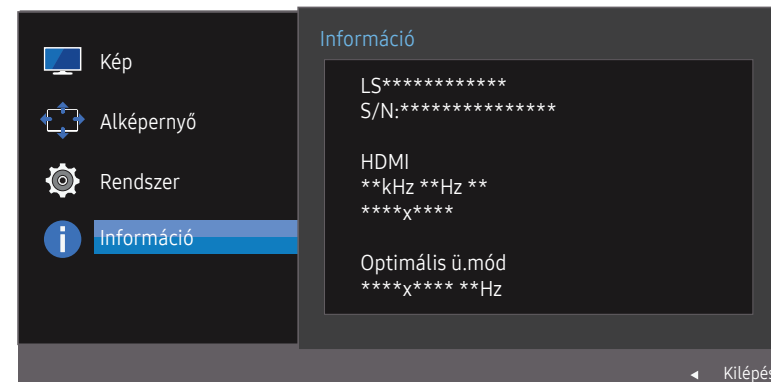 Kép
Alképernyő
Rendszer
Információ
Információ
LS************
S/N:***************
HDMI
**kHz **Hz **
****x****
Optimális ü.mód
****x**** **Hz
◄ Kilépés